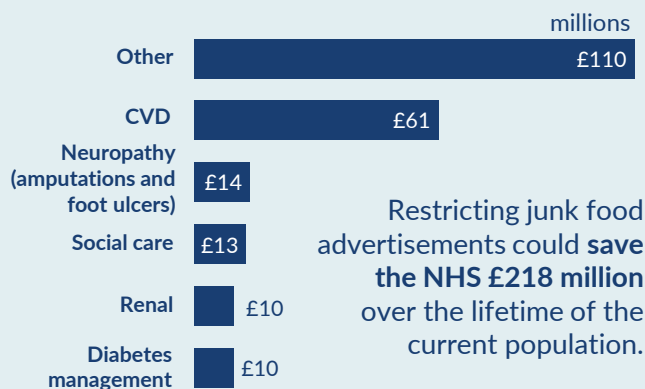 millions
Other
£110
CVD
£61
Neuropathy
(amputations and
foot ulcers)
£14
Social care
£13
Renal
£10
Diabetes
management
£10
Restricting junk food
advertisements could save
the NHS £218 million
over the lifetime of the
current population.